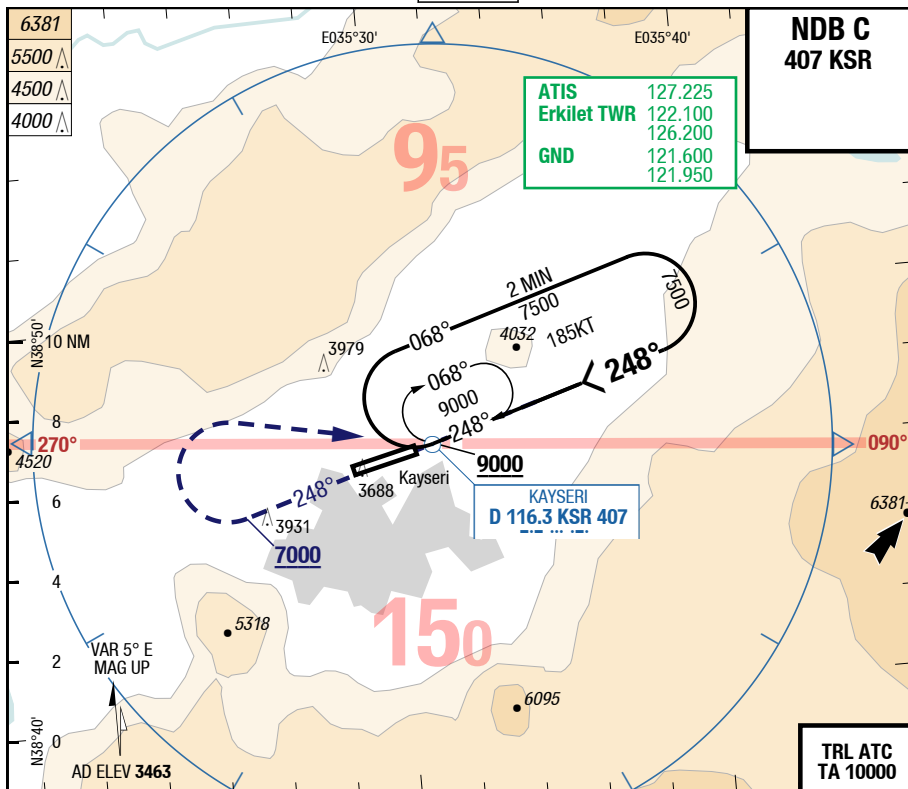 6381
5500
4500
4000
E035°30'
E035°40'
NDB C
407 KSR
ATIS 127.225
Erkilet TWR 122.100
126.200
GND 121.600
121.950
95
2 MIN
7500
7500
4032
185KT
068°
248°
N38°50'
10 NM
3979
068°
9000
248°
8
270°
090°
4520
9000
Kayseri
3688
248°
KAYSERI
D 116.3 KSR 407
6381
6
3931
7000
4
150
5318
VAR 5° E
MAG UP
2
6095
N38°40'
0
AD ELEV 3463
TRL ATC
TA 10000